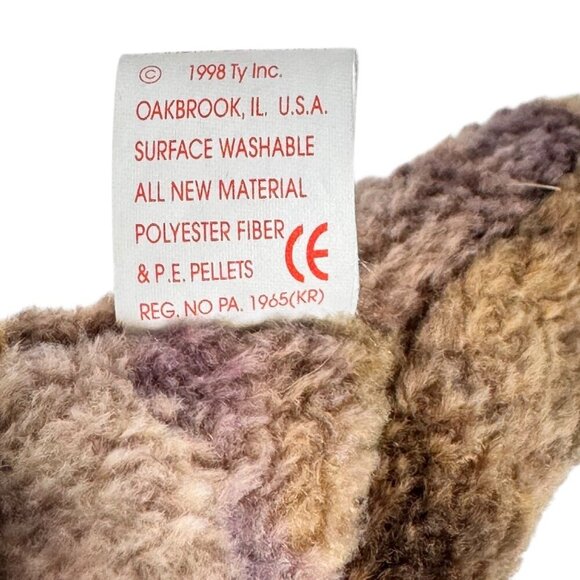 © 1998 Ty Inc.
OAKBROOK, IL. U.S.A.
SURFACE WASHABLE
ALL NEW MATERIAL
POLYESTER FIBER
& P.E. PELLETS CE
REG. NO PA. 1965(KR)